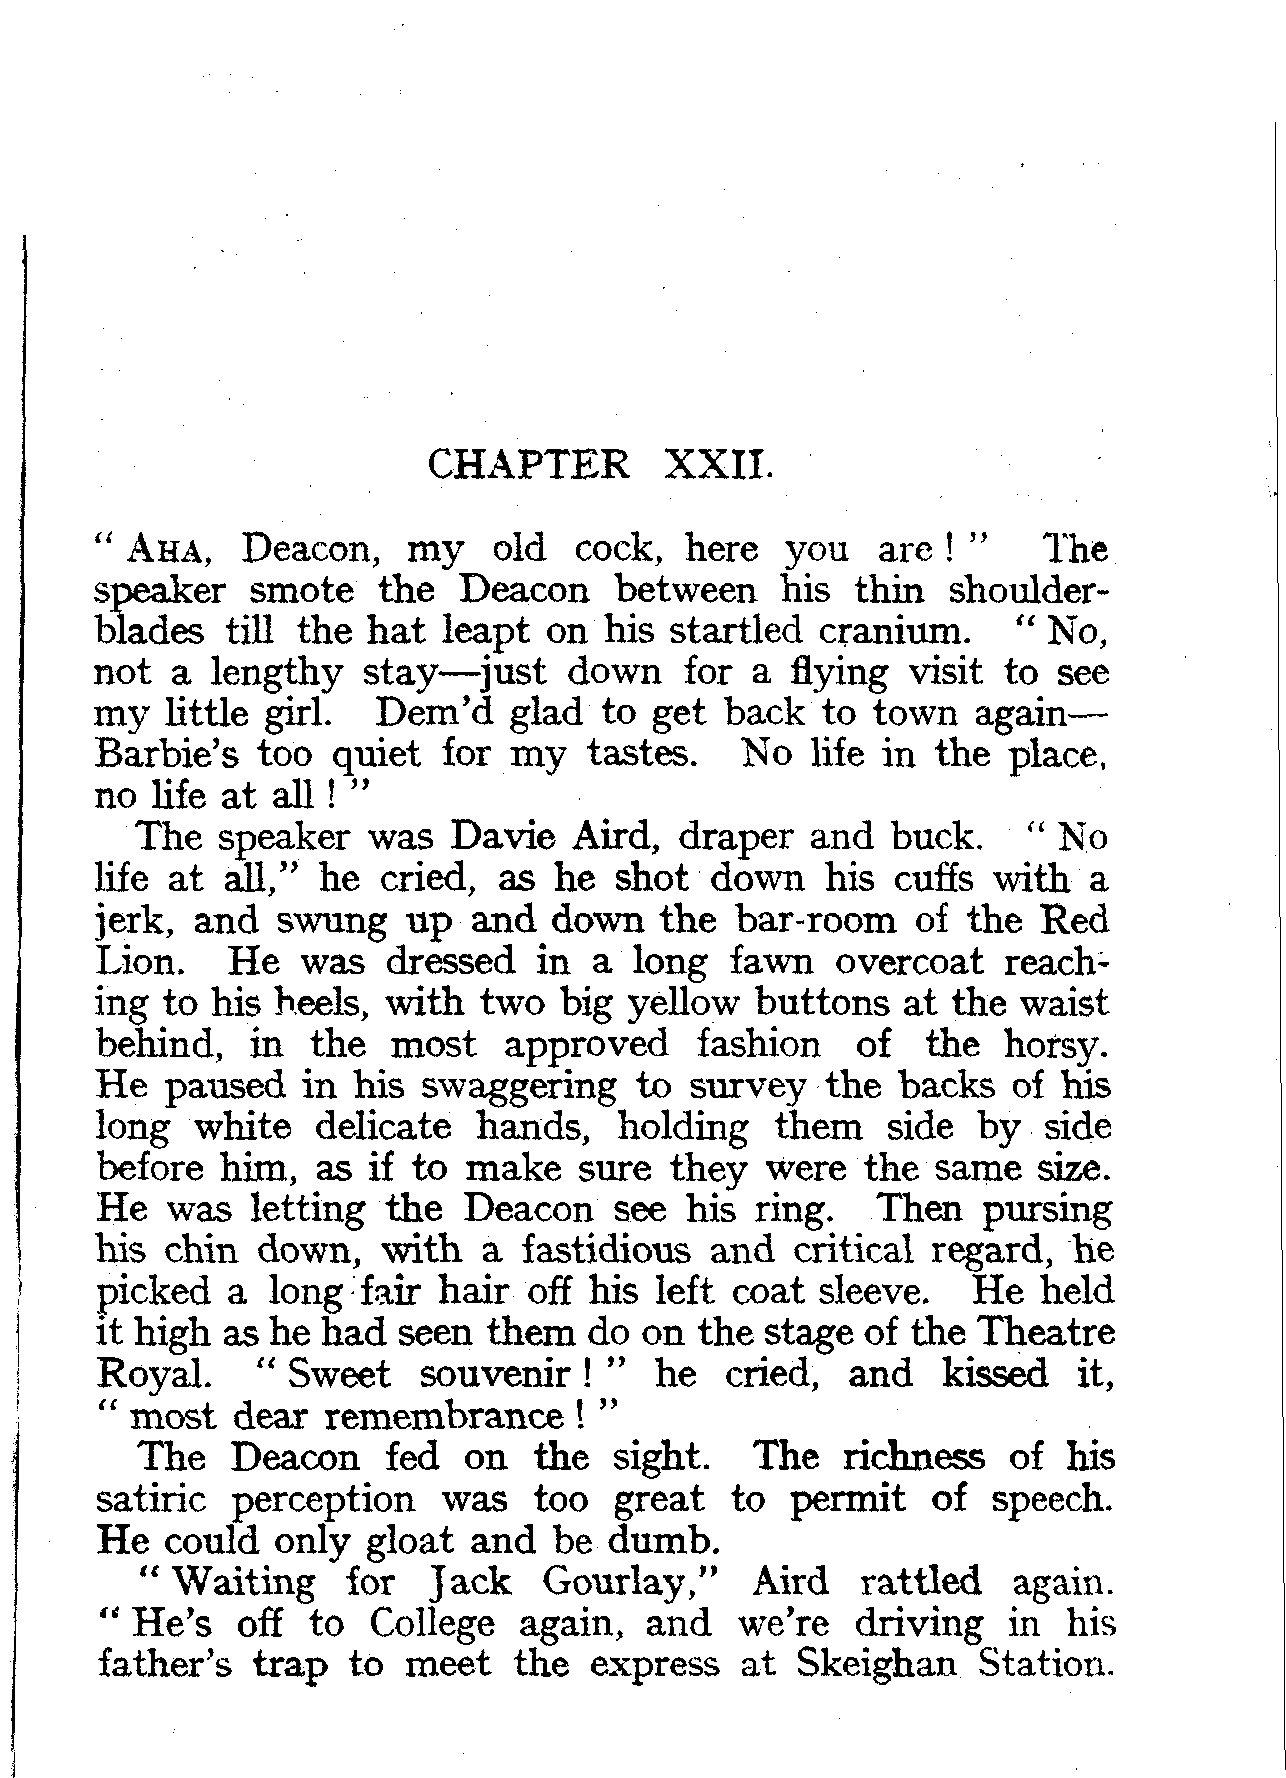 CHAPTER XXII.
“ AHA, Deacon, my old cock, here you are ! ” The
speaker smote the Deacon between his thin shoulder-
blades till the hat leapt on his startled cranium. “ No,
not a lengthy stay—just down for a flying visit to see
my little girl. Dem’d glad to get back to town again—
Barbie’s too quiet for my tastes. No life in the place,
no life at all ! ”
The speaker was Davie Aird, draper and buck. “ No
life at all,” he cried, as he shot down his cuffs with a
jerk, and swung up and down the bar-room of the Red
Lion. He was dressed in a long fawn overcoat reach-
ing to his heels, with two big yellow buttons at the waist
behind, in the most approved fashion of the horsy.
He paused in his swaggering to survey the backs of his
long white delicate hands, holding them side by side
before him, as if to make sure they were the same size.
He was letting the Deacon see his ring. Then pursing
his chin down, with a fastidious and critical regard, he
picked a long fair hair off his left coat sleeve. He held
it high as he had seen them do on the stage of the Theatre
Royal. “ Sweet souvenir ! ” he cried, and kissed it,
“ most dear remembrance ! ”
The Deacon fed on the sight. The richness of his
satiric perception was too great to permit of speech.
He could only gloat and be dumb.
“ Waiting for Jack Gourlay,” Aird rattled again.
“ He’s off to College again, and we’re driving in his
father’s trap to meet the express at Skeighan Station.